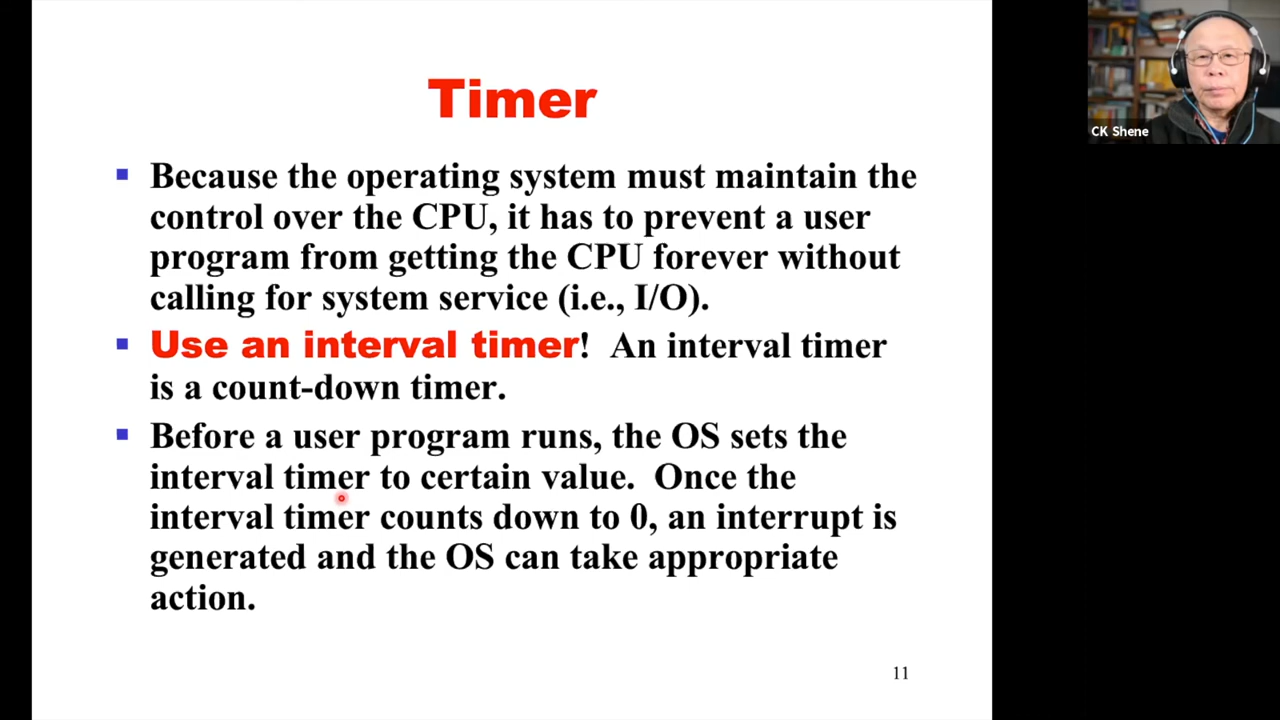 Timer
Because the operating system must maintain the
control over the CPU, it has to prevent a user
program from getting the CPU forever without
calling for system service (i.e., I/O).
Use an interval timer! An interval timer
is a count-down timer.
Before a user program runs, the OS sets the
interval timer to certain value. Once the
interval timer counts down to 0, an interrupt is
generated and the OS can take appropriate
action.
11
CK Shene